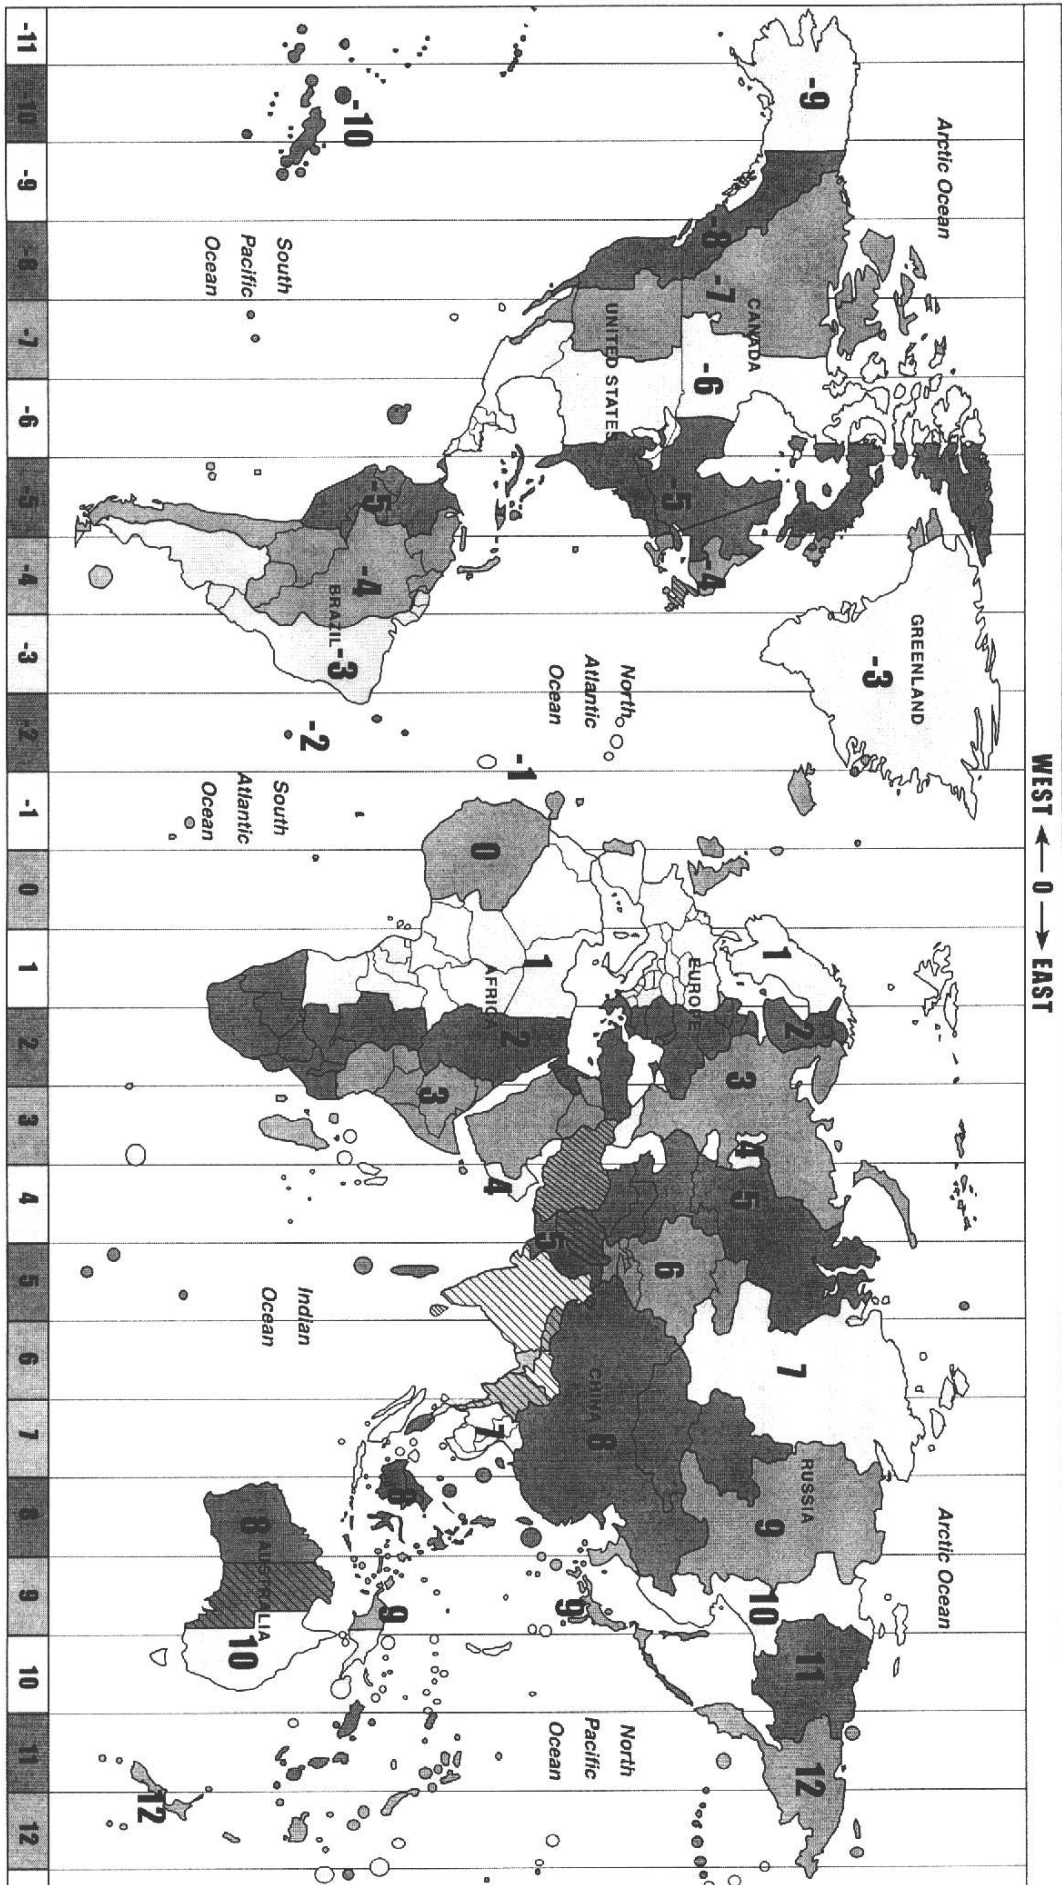 WEST ← 0 → EAST
Arctic Ocean
Arctic Ocean
GREENLAND
-3
-9
-8
-7
CANADA
-6
-5
-4
UNITED STATES
1
2
3
4
5
7
RUSSIA
9
10
11
12
EUROPE
6
North
Atlantic
Ocean
-1
0
1
AFRICA
2
3
4
5
CHINA 8
7
9
North
Pacific
Ocean
-10
-5
-4
BRAZIL
-3
-2
8
9
South
Pacific
Ocean
South
Atlantic
Ocean
Indian
Ocean
8
AUSTRALIA
10
12
-11 -10 -9 -8 -7 -6 -5 -4 -3 -2 -1 0 1 2 3 4 5 6 7 8 9 10 11 12